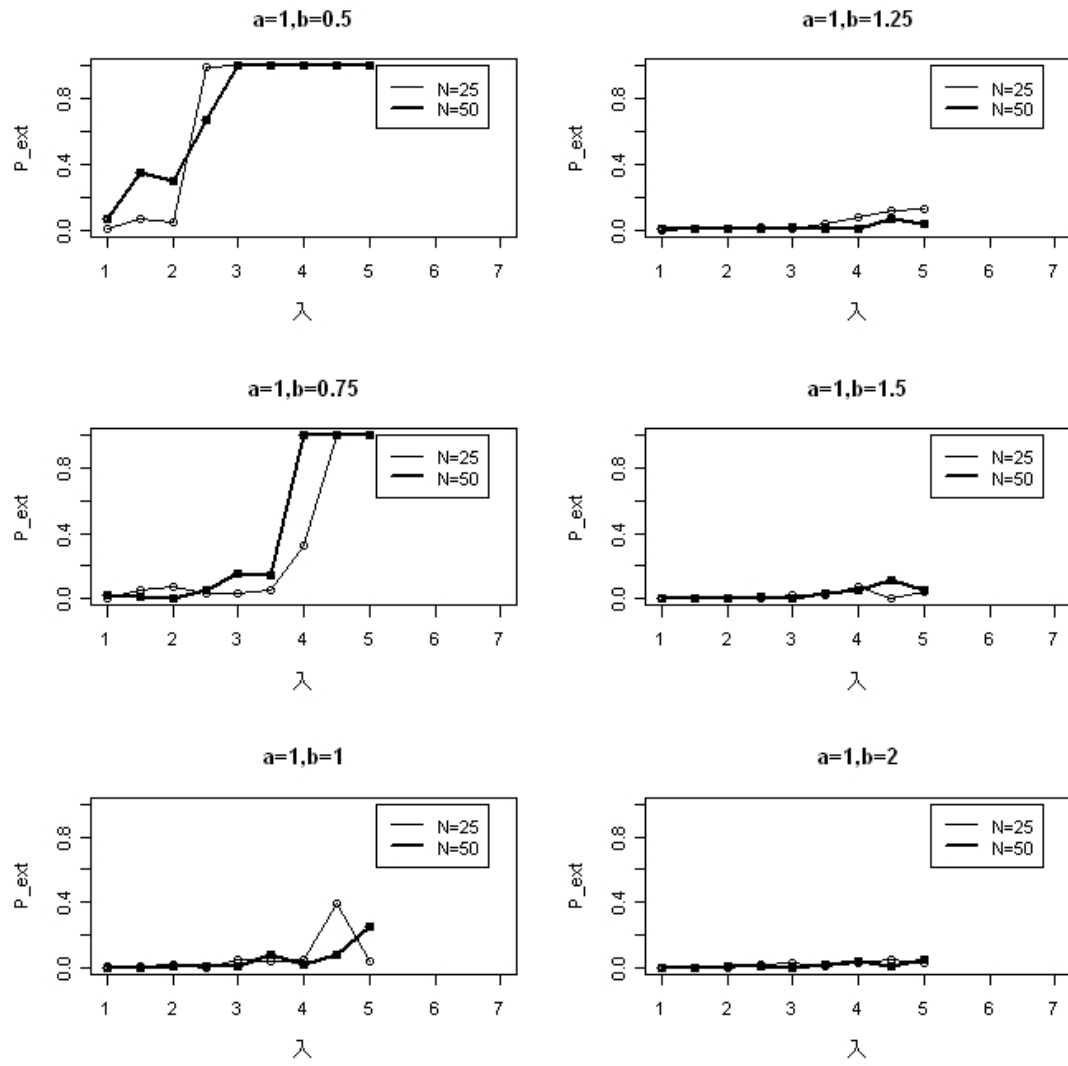 a=1,b=0.5
P_ext
0.0 0.4 0.8
N=25
N=50
1 2 3 4 5 6 7
λ
a=1,b=1.25
P_ext
0.0 0.4 0.8
N=25
N=50
1 2 3 4 5 6 7
λ
a=1,b=0.75
P_ext
0.0 0.4 0.8
N=25
N=50
1 2 3 4 5 6 7
λ
a=1,b=1.5
P_ext
0.0 0.4 0.8
N=25
N=50
1 2 3 4 5 6 7
λ
a=1,b=1
P_ext
0.0 0.4 0.8
N=25
N=50
1 2 3 4 5 6 7
λ
a=1,b=2
P_ext
0.0 0.4 0.8
N=25
N=50
1 2 3 4 5 6 7
λ